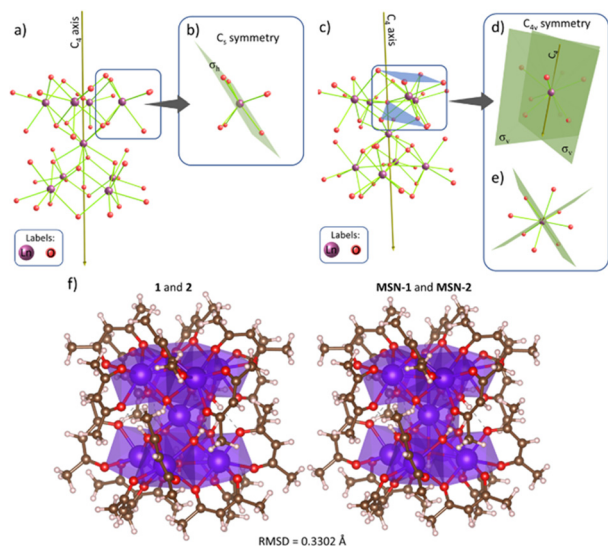 a)
C₄ axis
b)
Cₛ symmetry
σₕ
Labels:
Ln
O
c)
C₄ axis
Labels:
Ln
O
d)
C₄ᵥ symmetry
C₄
σᵥ
σᵥ
e)
f)
1 and 2
MSN-1 and MSN-2
RMSD = 0.3302 Å